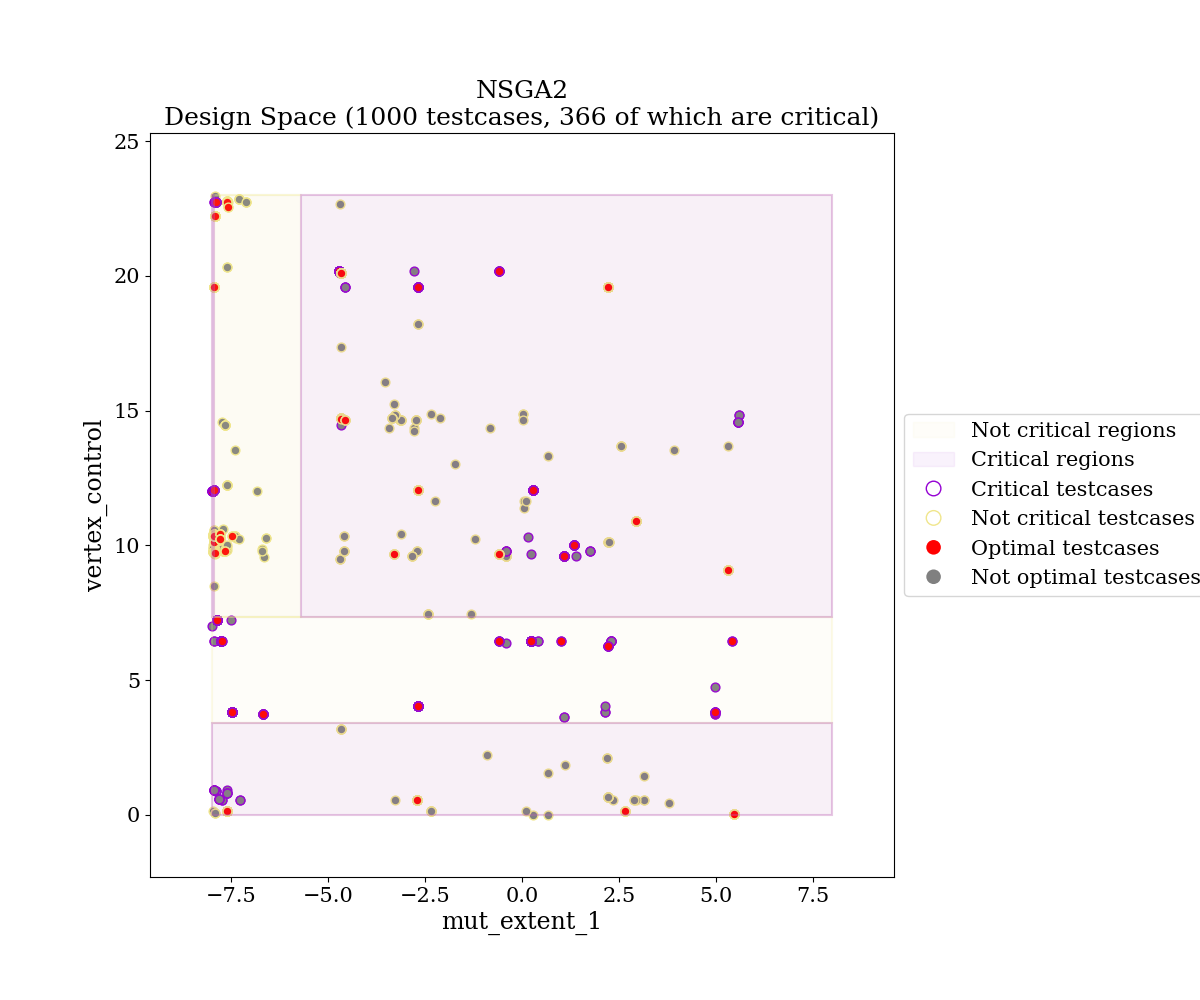 NSGA2
Design Space (1000 testcases, 366 of which are critical)
25
20
15
10
5
0
vertex_control
−7.5
−5.0
−2.5
0.0
2.5
5.0
7.5
mut_extent_1
Not critical regions
Critical regions
Critical testcases
Not critical testcases
Optimal testcases
Not optimal testcases